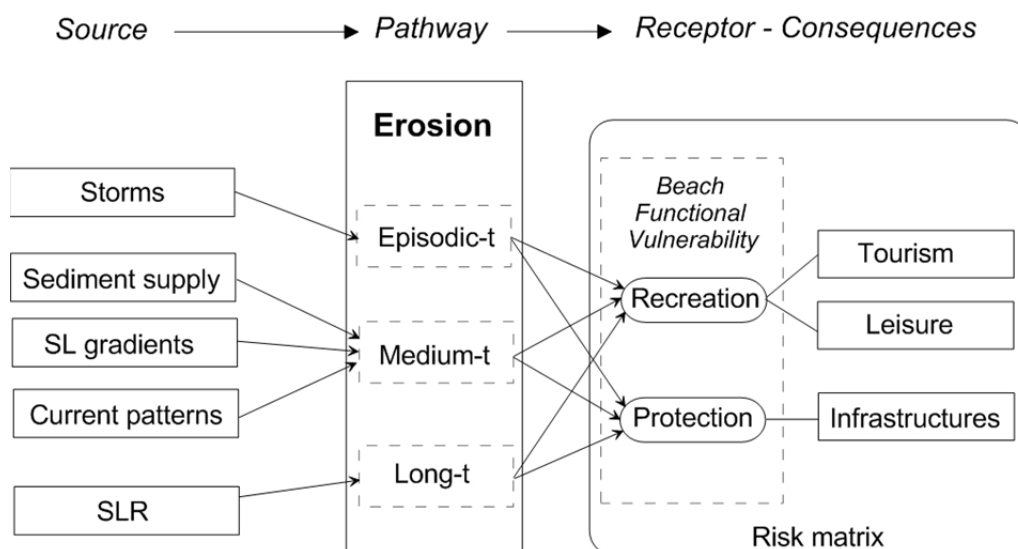 Source Pathway Receptor - Consequences
Erosion
Storms
Sediment supply
SL gradients
Current patterns
SLR
Episodic-t
Medium-t
Long-t
Beach
Functional
Vulnerability
Recreation
Protection
Tourism
Leisure
Infrastructures
Risk matrix